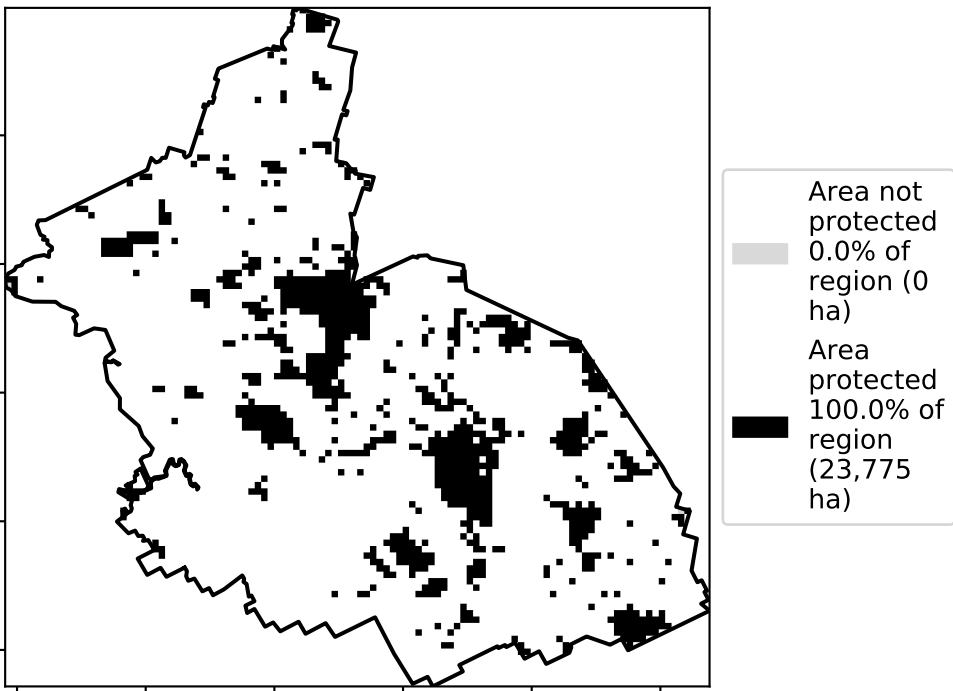 Area not
protected
0.0% of
region (0
ha)
Area
protected
100.0% of
region
(23,775
ha)